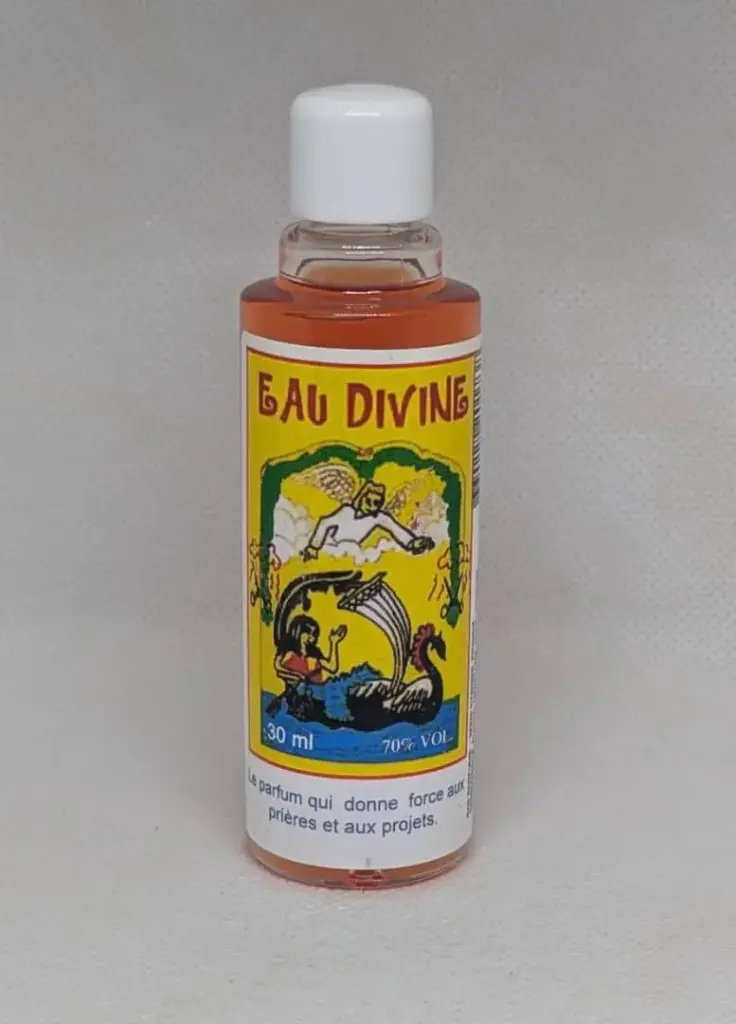 EAU DIVINE
30 ml
70% VOL.
Le parfum qui donne force aux
prières et aux projets.